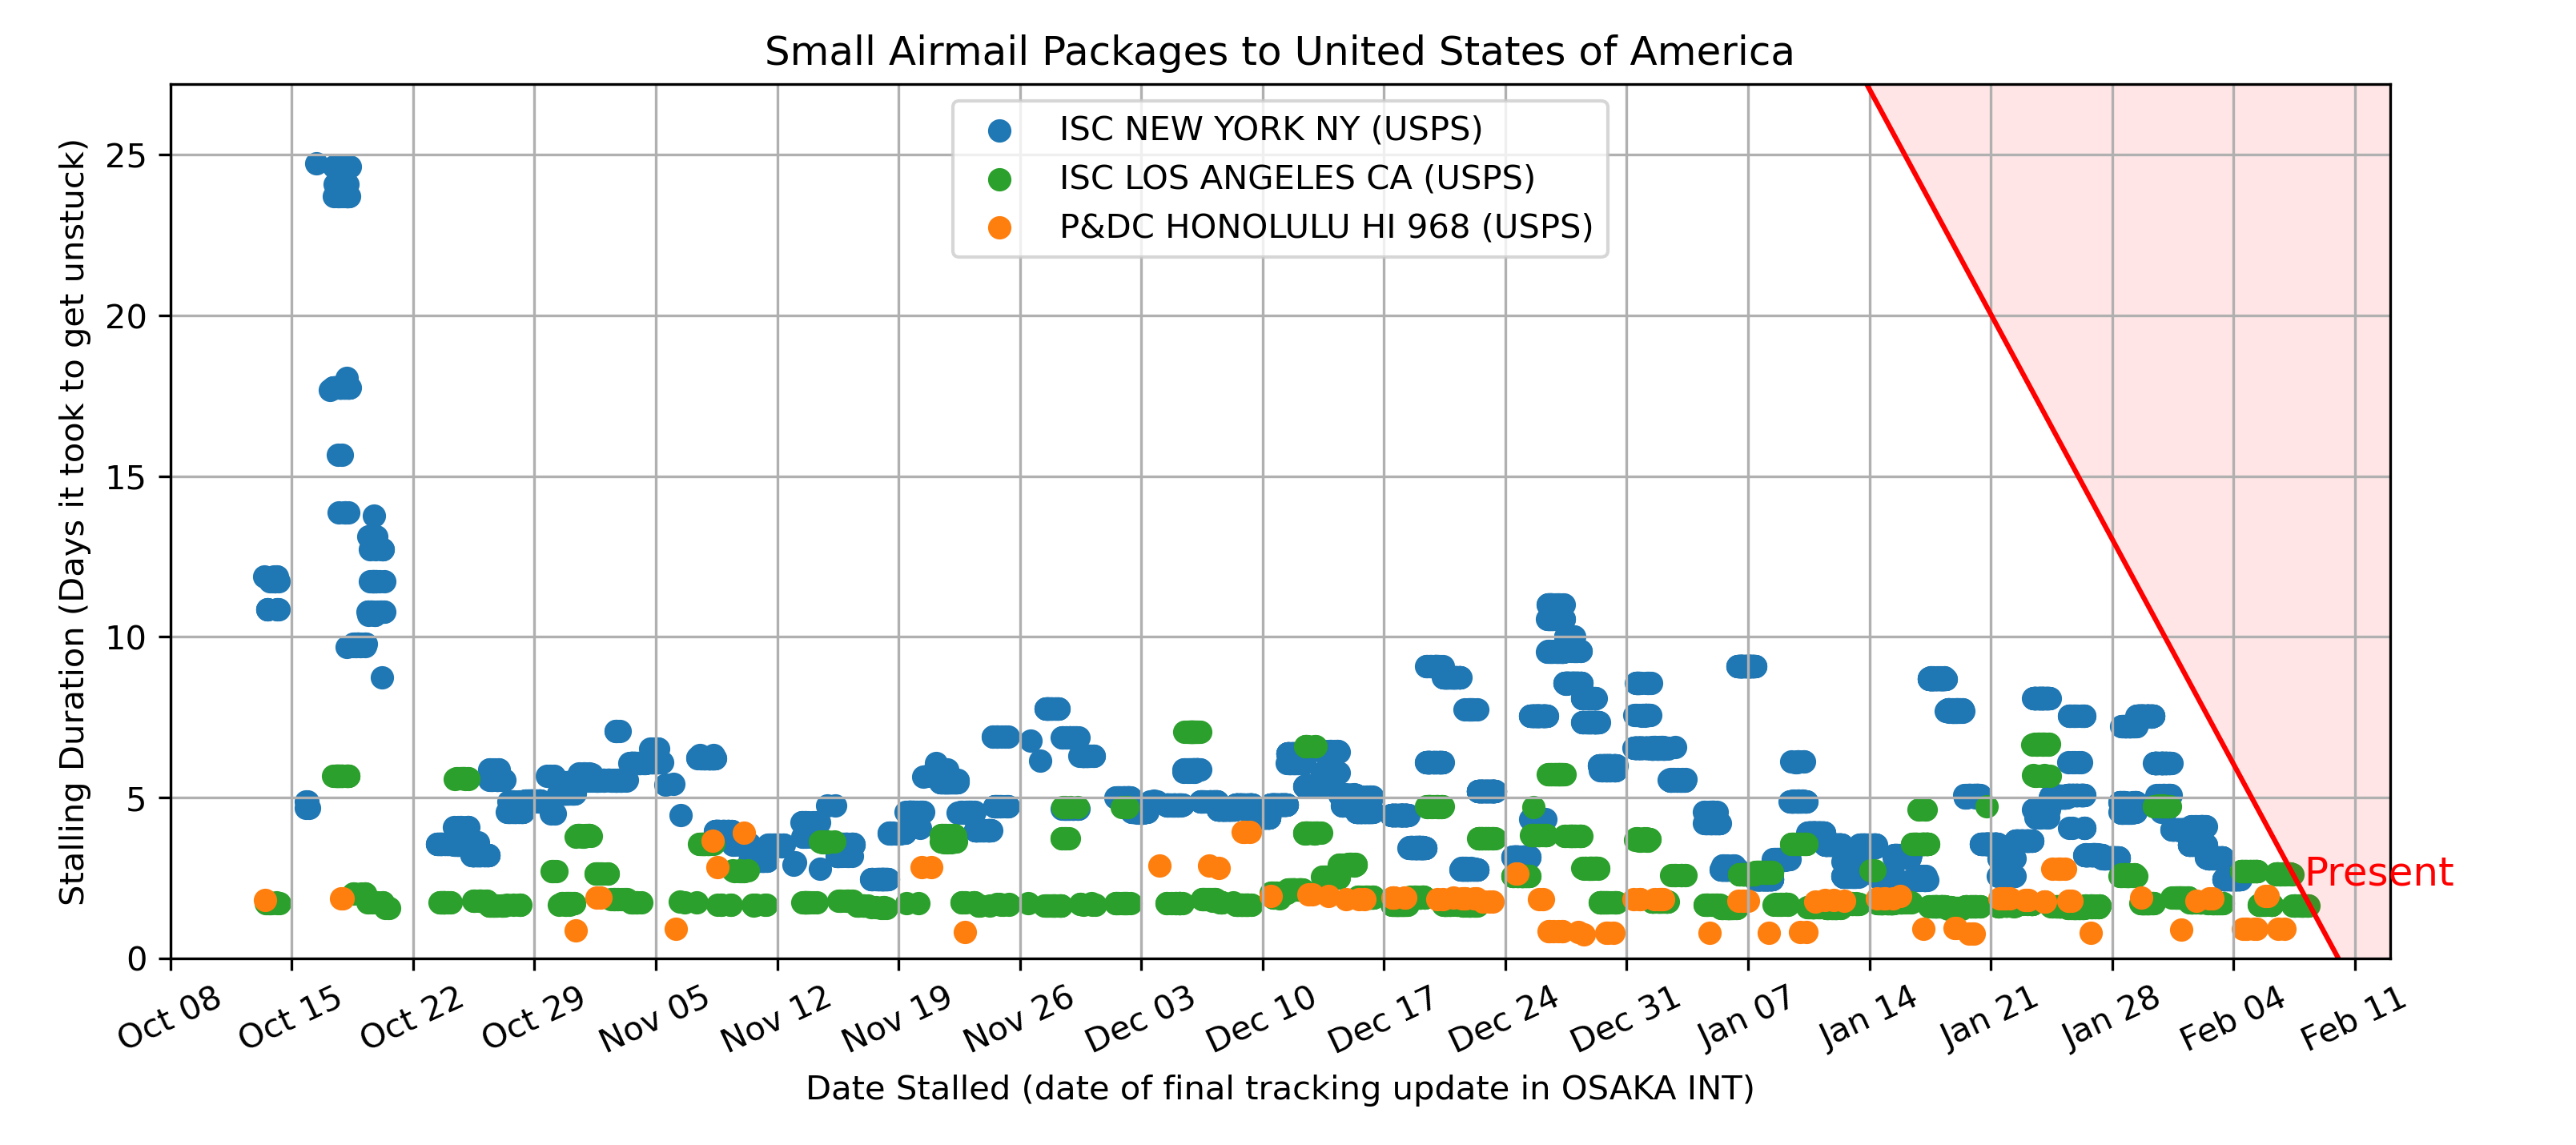 Small Airmail Packages to United States of America
ISC NEW YORK NY (USPS)
ISC LOS ANGELES CA (USPS)
P&DC HONOLULU HI 968 (USPS)
Stalling Duration (Days it took to get unstuck)
25
20
15
10
5
0
Present
Oct 08 Oct 15 Oct 22 Oct 29 Nov 05 Nov 12 Nov 19 Nov 26 Dec 03 Dec 10 Dec 17 Dec 24 Dec 31 Jan 07 Jan 14 Jan 21 Jan 28 Feb 04 Feb 11
Date Stalled (date of final tracking update in OSAKA INT)